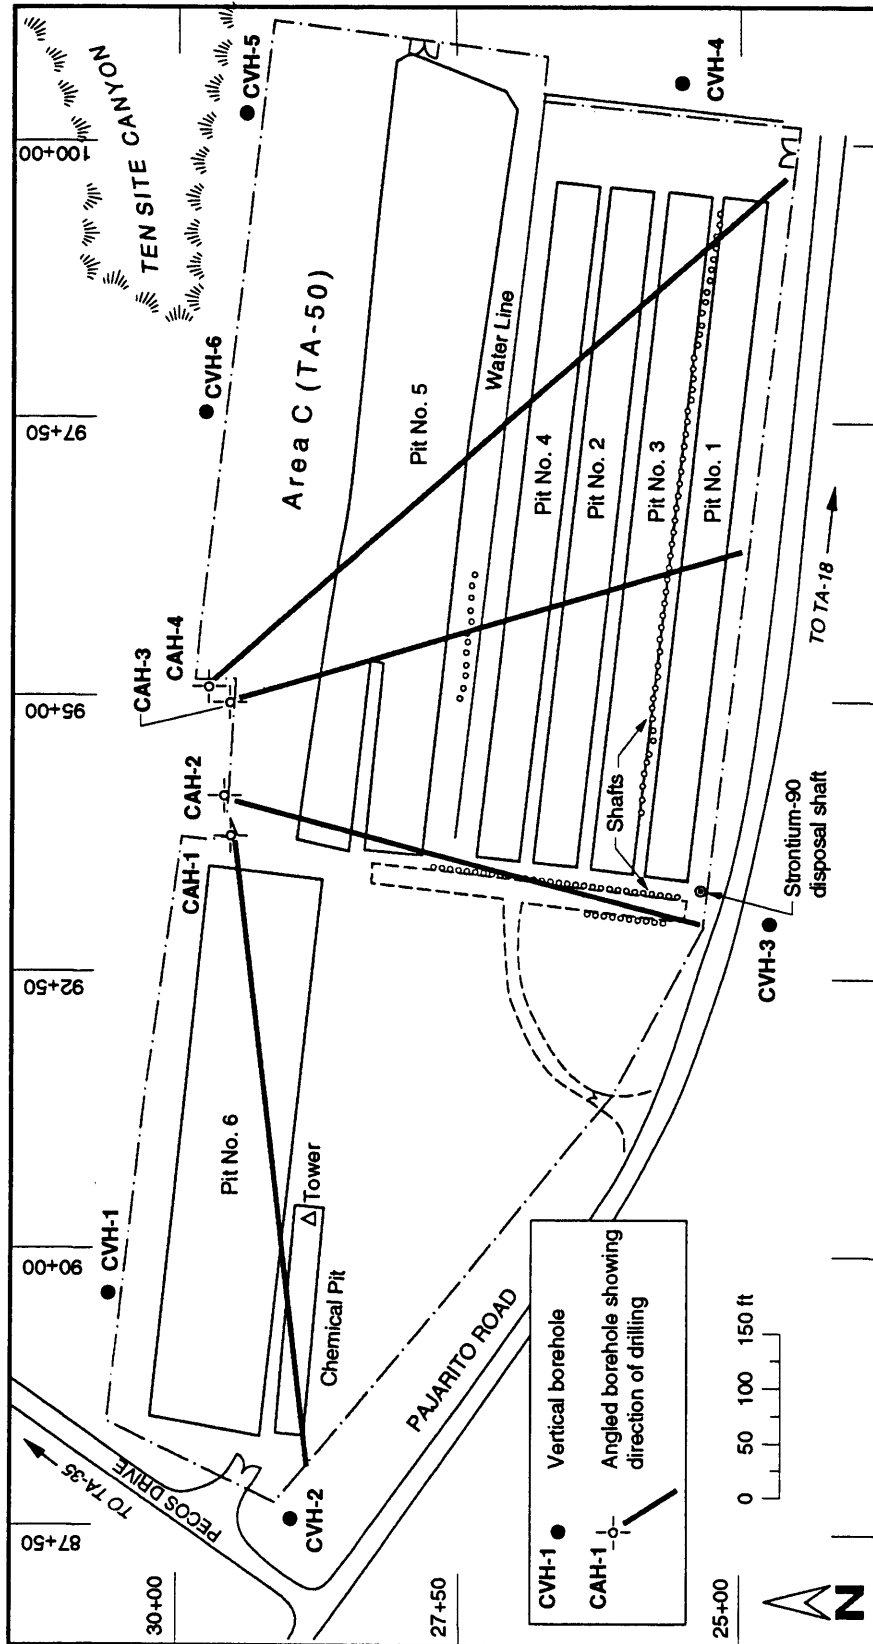 TEN SITE CANYON
CVH-5
CVH-4
100+00
CVH-6
97+50
Area C (TA-50)
Pit No. 5
Water Line
Pit No. 4
Pit No. 2
Pit No. 3
Pit No. 1
TO TA-18
CAH-4
CAH-3
95+00
CAH-2
CAH-1
Shafts
Strontium-90
disposal shaft
CVH-3
92+50
Pit No. 6
Tower
CVH-1
90+00
Chemical Pit
PAJARITO ROAD
TO TA-35
PECOS DRIVE
CVH-2
87+50
30+00
27+50
25+00
CVH-1
Vertical borehole
CAH-1
Angled borehole showing
direction of drilling
0 50 100 150 ft
N